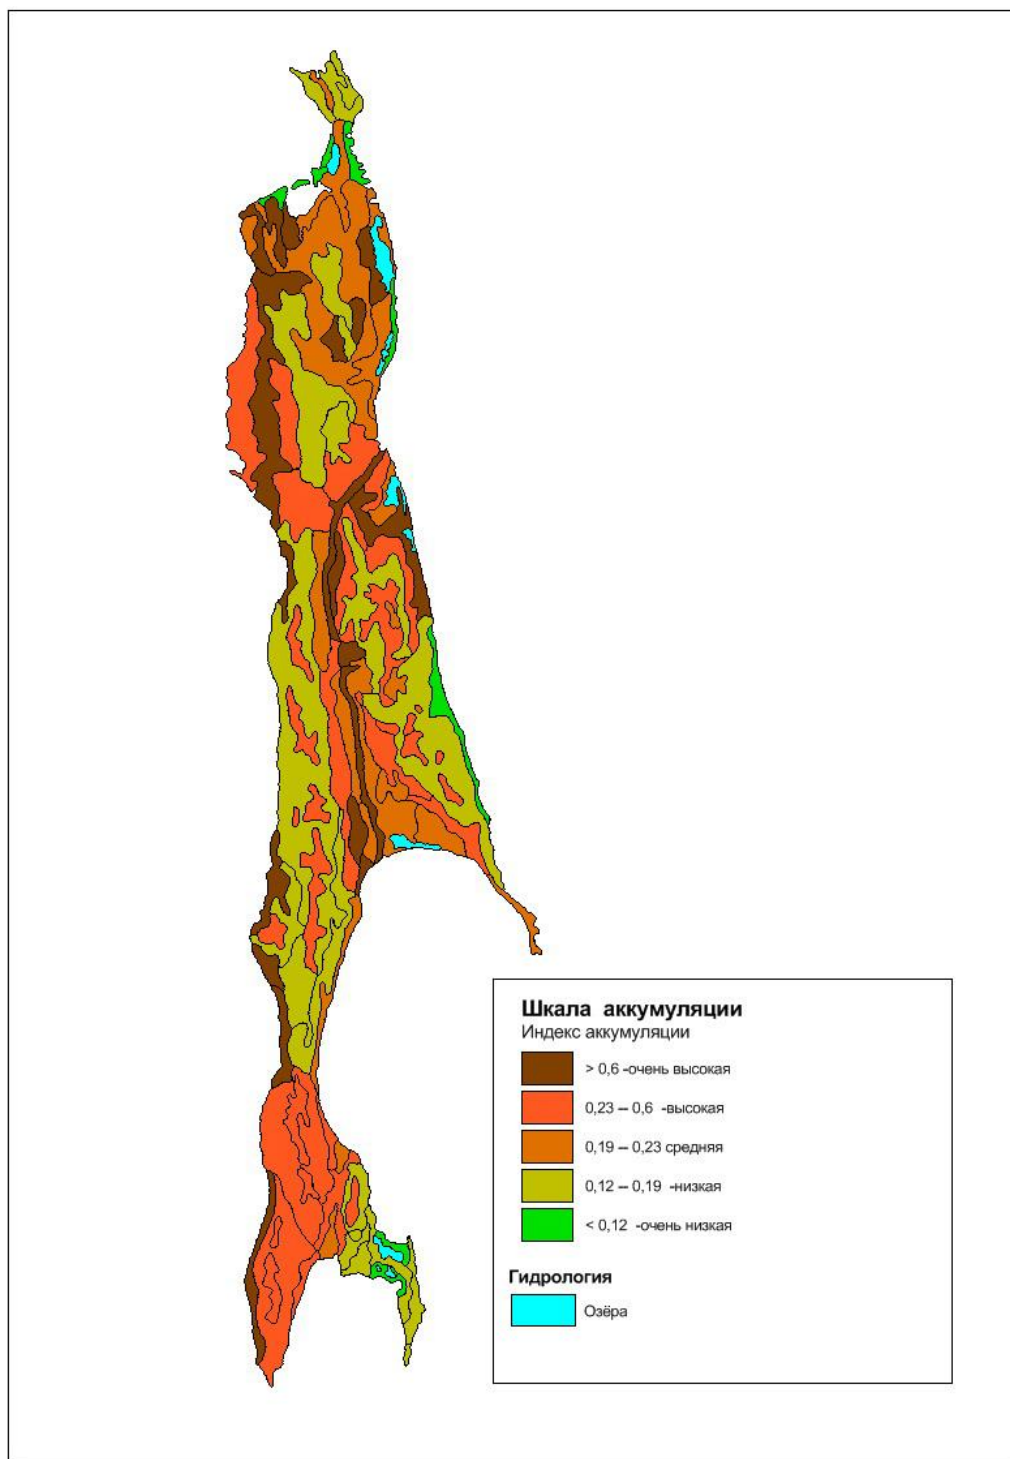 Шкала аккумуляции
Индекс аккумуляции
> 0,6 -очень высокая
0,23 – 0,6 -высокая
0,19 – 0,23 средняя
0,12 – 0,19 -низкая
< 0,12 -очень низкая
Гидрология
Озёра